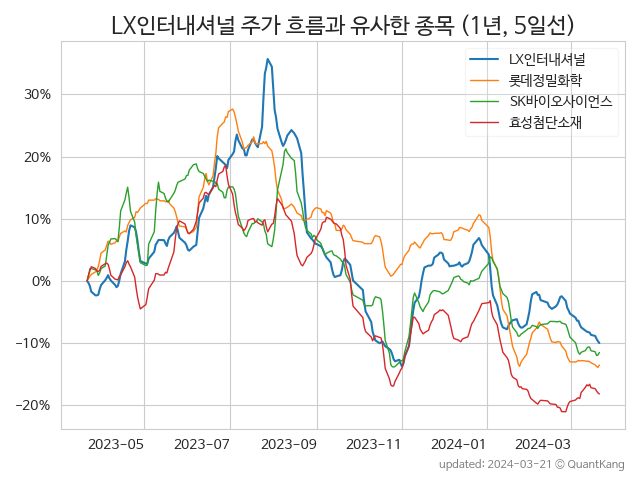 LX인터내셔널 주가 흐름과 유사한 종목 (1년, 5일선)
LX인터내셔널
롯데정밀화학
SK바이오사이언스
효성첨단소재
30%
20%
10%
0%
−10%
−20%
2023-05
2023-07
2023-09
2023-11
2024-01
2024-03
updated: 2024-03-21 © QuantKang